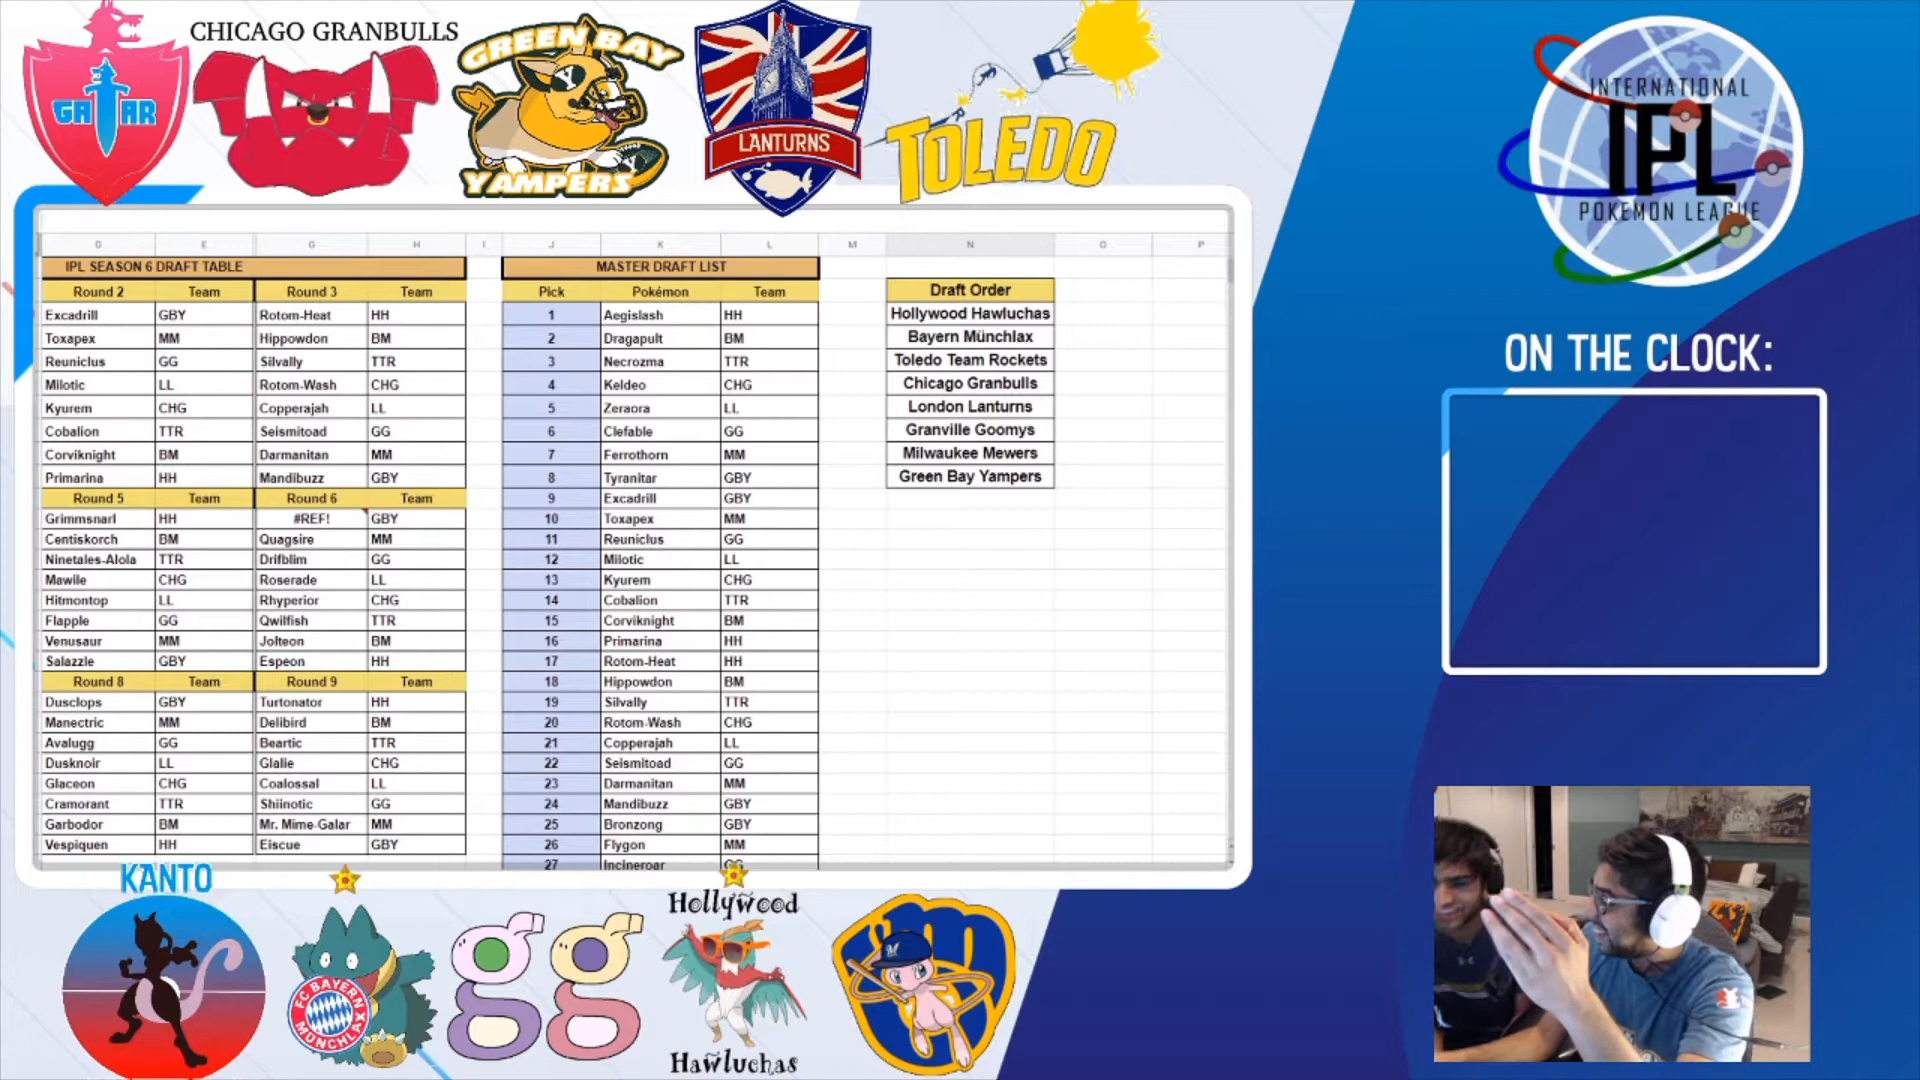 CHICAGO GRANBULLS
GREEN BAY
YAMPERS
LANTURNS
TOLEDO
INTERNATIONAL
IPL
POKEMON LEAGUE
ON THE CLOCK:
D E G H I J K L M N O P
IPL SEASON 6 DRAFT TABLE MASTER DRAFT LIST
Round 2 Team Round 3 Team Pick Pokémon Team Draft Order
Excadrill GBY Rotom-Heat HH 1 Aegislash HH Hollywood Hawluchas
Toxapex MM Hippowdon BM 2 Dragapult BM Bayern Münchlax
Reuniclus GG Silvally TTR 3 Necrozma TTR Toledo Team Rockets
Milotic LL Rotom-Wash CHG 4 Keldeo CHG Chicago Granbulls
Kyurem CHG Copperajah LL 5 Zeraora LL London Lanturns
Cobalion TTR Seismitoad GG 6 Clefable GG Granville Goomys
Corviknight BM Darmanitan MM 7 Ferrothorn MM Milwaukee Mewers
Primarina HH Mandibuzz GBY 8 Tyranitar GBY Green Bay Yampers
Round 5 Team Round 6 Team 9 Excadrill GBY
Grimmsnarl HH #REF! GBY 10 Toxapex MM
Centiskorch BM Quagsire MM 11 Reuniclus GG
Ninetales-Alola TTR Drifblim GG 12 Milotic LL
Mawile CHG Roserade LL 13 Kyurem CHG
Hitmontop LL Rhyperior CHG 14 Cobalion TTR
Flapple GG Qwilfish TTR 15 Corviknight BM
Venusaur MM Jolteon BM 16 Primarina HH
Salazzle GBY Espeon HH 17 Rotom-Heat HH
Round 8 Team Round 9 Team 18 Hippowdon BM
Dusclops GBY Turtonator HH 19 Silvally TTR
Manectric MM Delibird BM 20 Rotom-Wash CHG
Avalugg GG Beartic TTR 21 Copperajah LL
Dusknoir LL Glalie CHG 22 Seismitoad GG
Glaceon CHG Coalossal LL 23 Darmanitan MM
Cramorant TTR Shiinotic GG 24 Mandibuzz GBY
Garbodor BM Mr. Mime-Galar MM 25 Bronzong GBY
Vespiquen HH Eiscue GBY 26 Flygon MM
27 Incineroar GG
KANTO
FC BAYERN
MÜNCHLAX
gg
Hollywood
Hawluchas
M